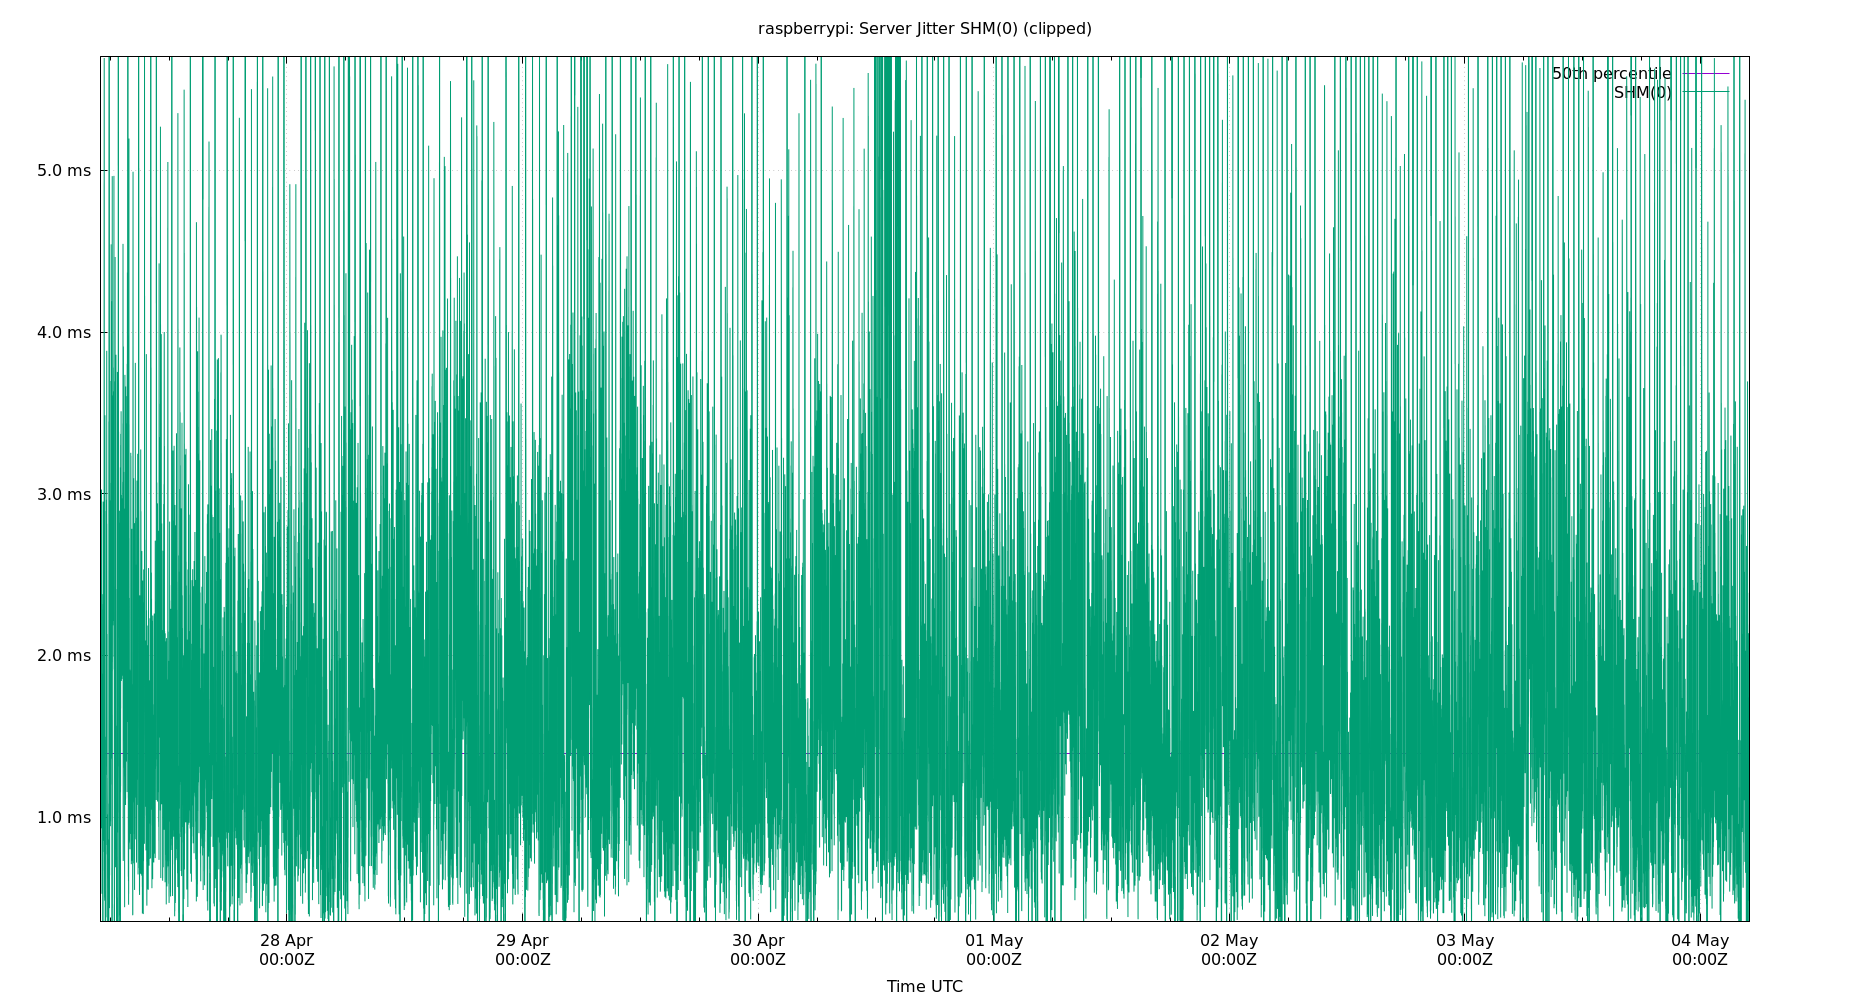 raspberrypi: Server Jitter SHM(0) (clipped)
50th percentile
SHM(0)
5.0 ms
4.0 ms
3.0 ms
2.0 ms
1.0 ms
28 Apr 29 Apr 30 Apr 01 May 02 May 03 May 04 May
00:00Z 00:00Z 00:00Z 00:00Z 00:00Z 00:00Z 00:00Z
Time UTC